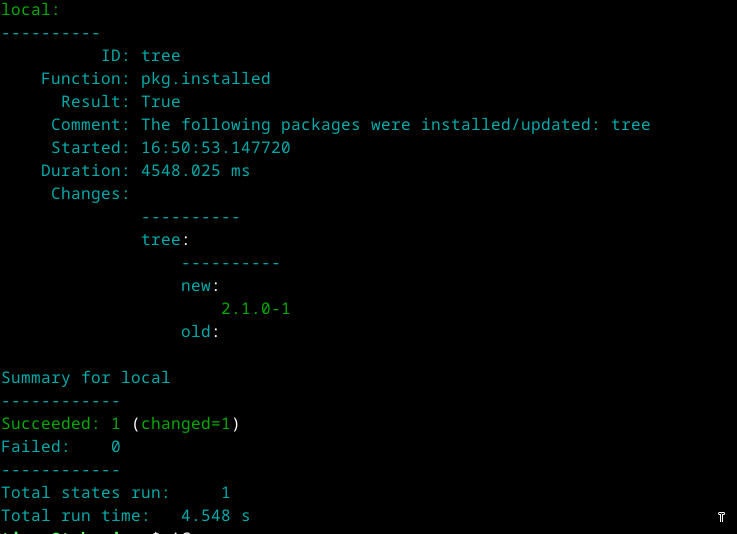 local:
----------
          ID: tree
    Function: pkg.installed
      Result: True
     Comment: The following packages were installed/updated: tree
     Started: 16:50:53.147720
    Duration: 4548.025 ms
     Changes:
              ----------
              tree:
                  ----------
                  new:
                      2.1.0-1
                  old:

Summary for local
------------
Succeeded: 1 (changed=1)
Failed:    0
------------
Total states run:     1
Total run time:   4.548 s